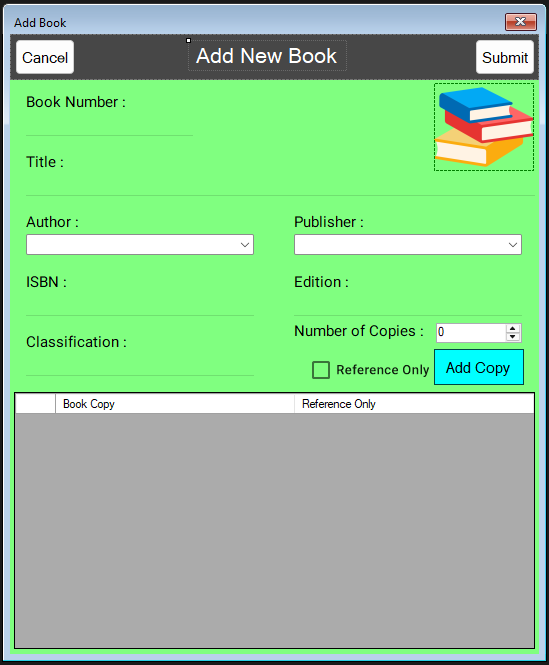 Add Book
Cancel Add New Book Submit
Book Number :
Title :
Author : Publisher :
ISBN : Edition :
Number of Copies : 0
Classification :
Reference Only Add Copy
Book Copy Reference Only